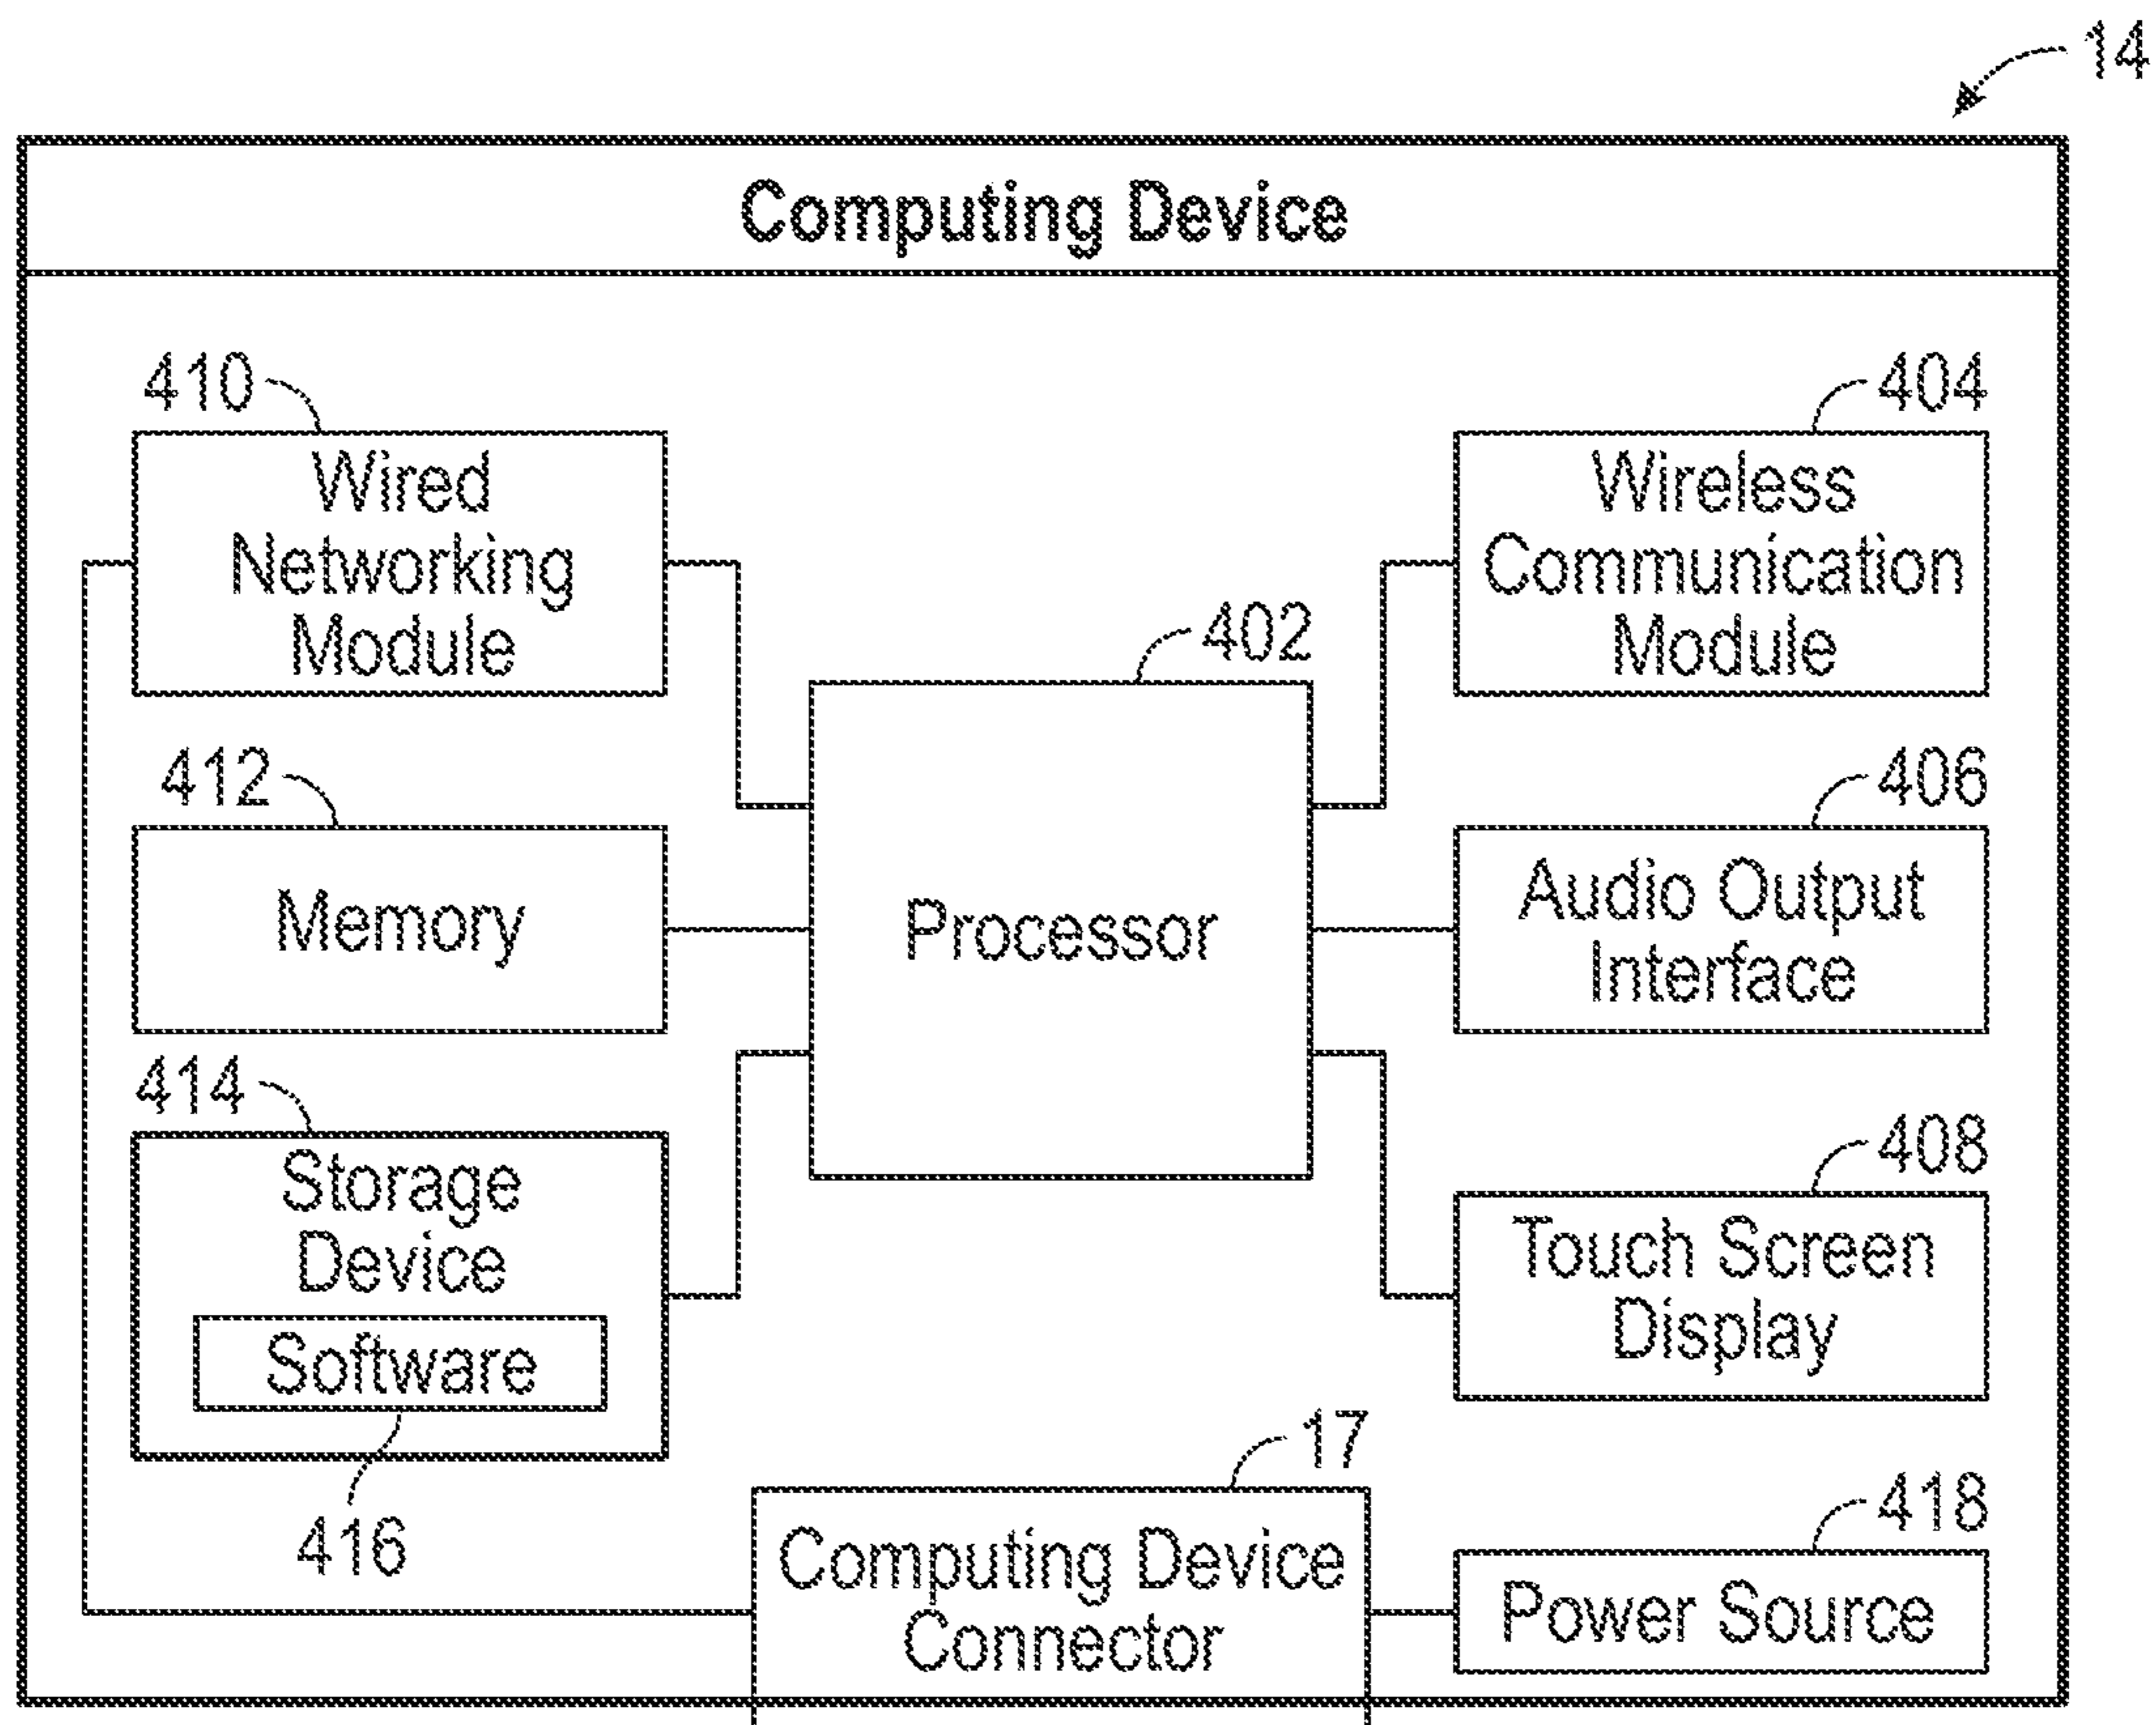 14
Computing Device
410
Wired
Networking
Module
404
Wireless
Communication
Module
402
Processor
412
Memory
406
Audio Output
Interface
414
Storage
Device
Software
416
408
Touch Screen
Display
17
Computing Device
Connector
418
Power Source